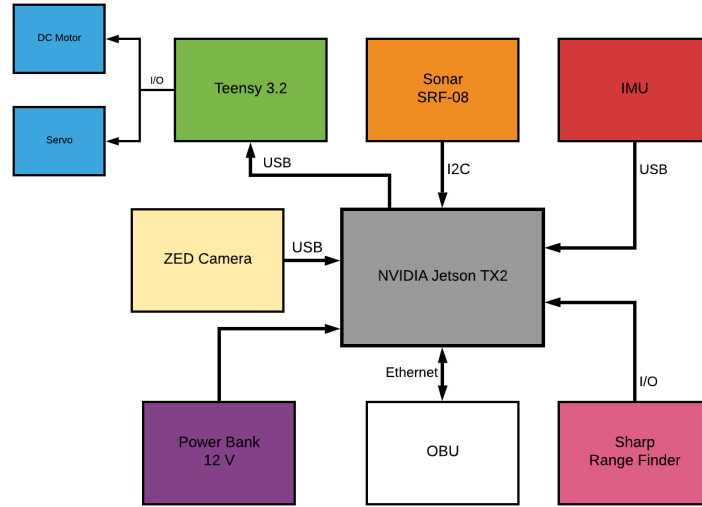 DC Motor
Servo
I/O
Teensy 3.2
Sonar
SRF-08
IMU
USB
I2C
USB
ZED Camera
USB
NVIDIA Jetson TX2
Ethernet
I/O
Power Bank
12 V
OBU
Sharp
Range Finder